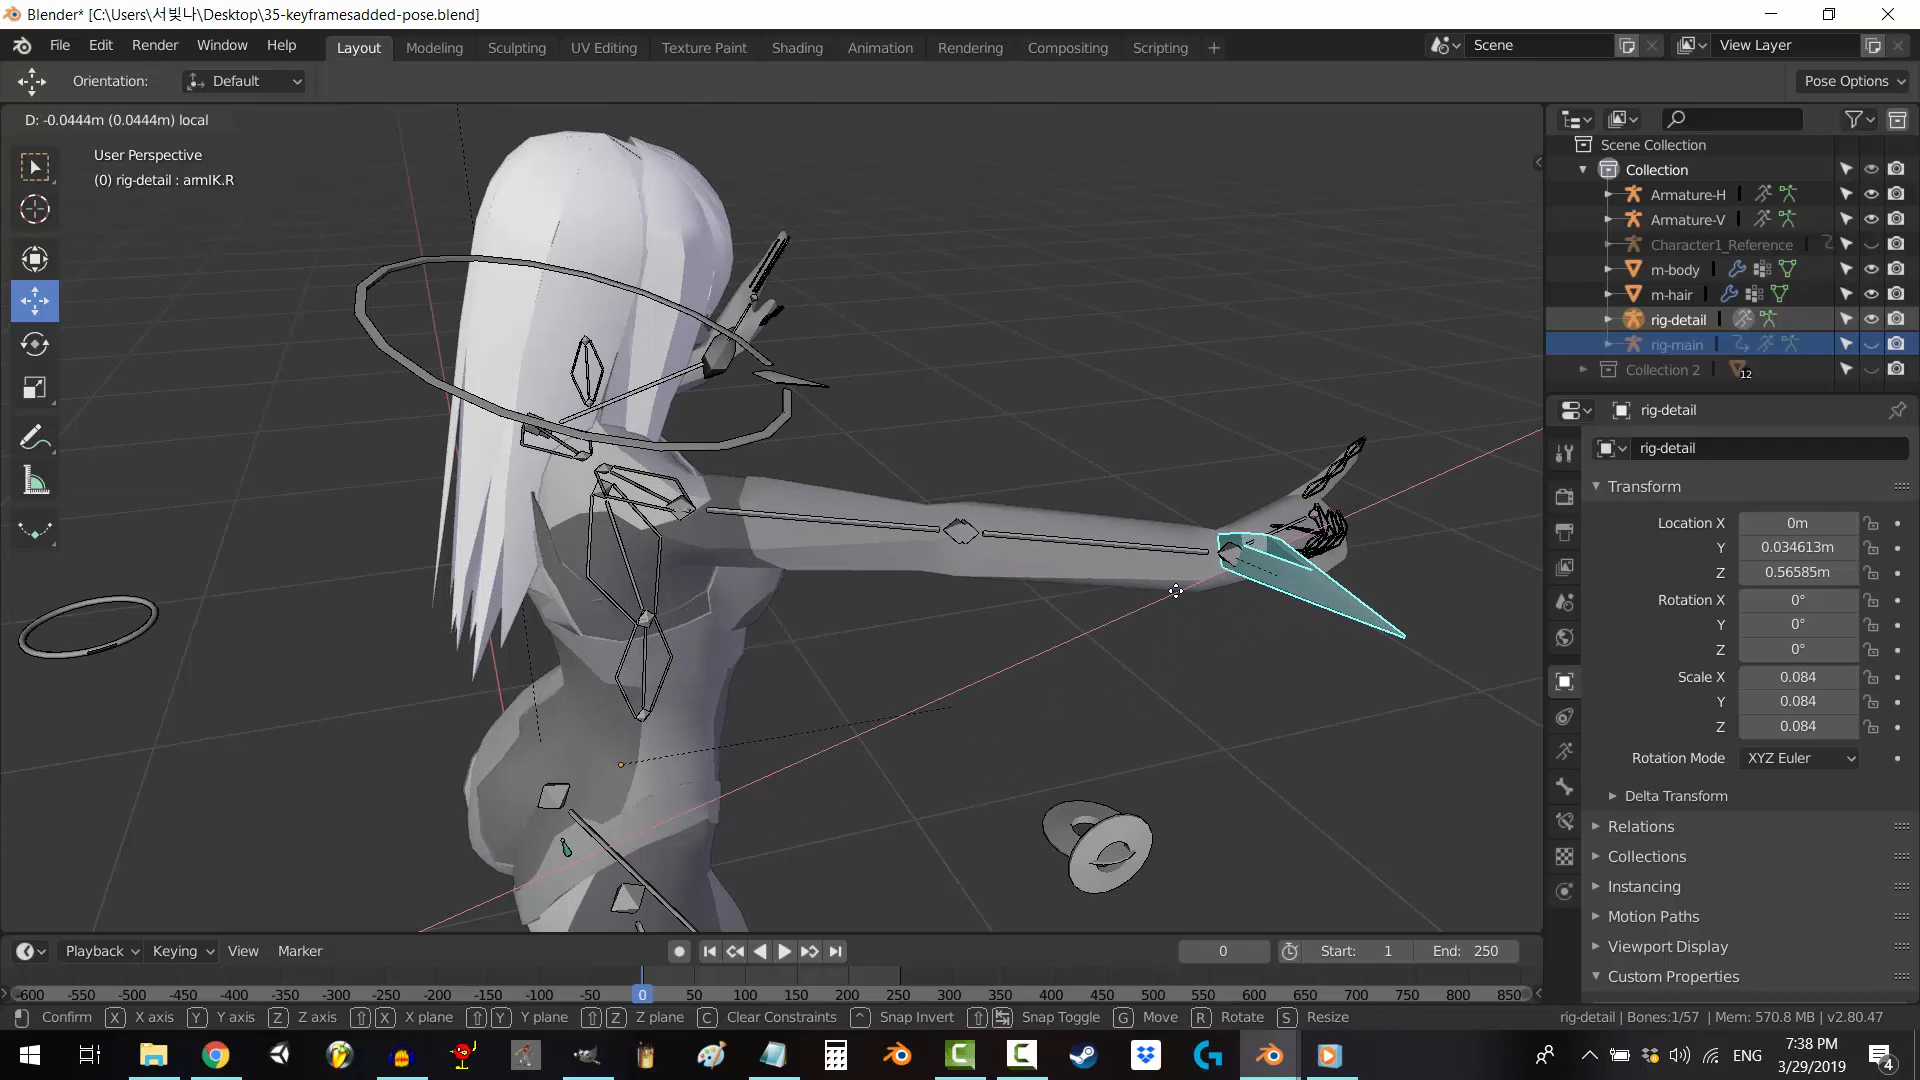 Blender* [C:\Users\서빛나\Desktop\35-keyframesadded-pose.blend]
File Edit Render Window Help Layout Modeling Sculpting UV Editing Texture Paint Shading Animation Rendering Compositing Scripting + Scene View Layer
Orientation: Default Pose Options
D: -0.0444m (0.0444m) local
User Perspective
(0) rig-detail : armIK.R
Scene Collection
Collection
Armature-H
Armature-V
Character1_Reference
m-body
m-hair
rig-detail
rig-main
Collection 2 12
rig-detail
rig-detail
Transform
Location X 0m
Y 0.034613m
Z 0.56585m
Rotation X 0°
Y 0°
Z 0°
Scale X 0.084
Y 0.084
Z 0.084
Rotation Mode XYZ Euler
Delta Transform
Relations
Collections
Instancing
Motion Paths
Viewport Display
Custom Properties
Playback Keying View Marker 0 Start: 1 End: 250
-600 -550 -500 -450 -400 -350 -300 -250 -200 -150 -100 -50 0 50 100 150 200 250 300 350 400 450 500 550 600 650 700 750 800 850
Confirm X X axis Y Y axis Z Z axis X X plane Y Y plane Z Z plane C Clear Constraints ^ Snap Invert Snap Toggle G Move R Rotate S Resize rig-detail | Bones:1/57 | Mem: 570.8 MB | v2.80.47
ENG 7:38 PM
3/29/2019 4